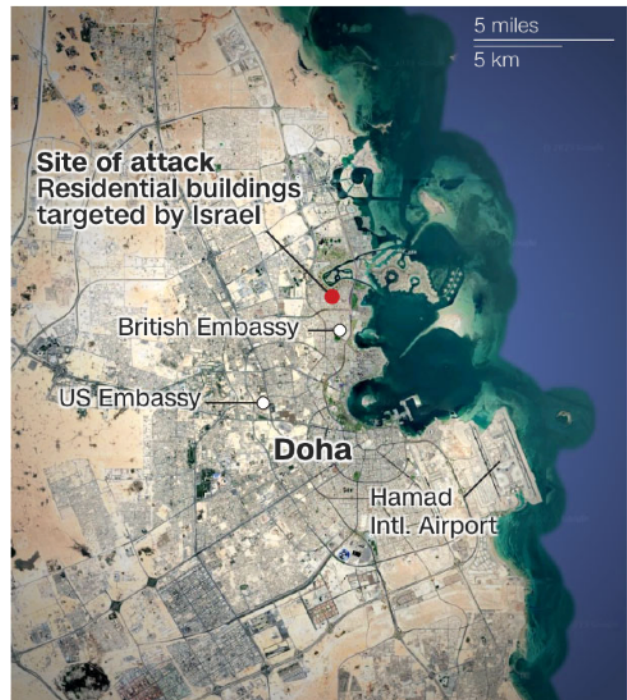 5 miles
5 km
Site of attack
Residential buildings
targeted by Israel
British Embassy
US Embassy
Doha
Hamad
Intl. Airport